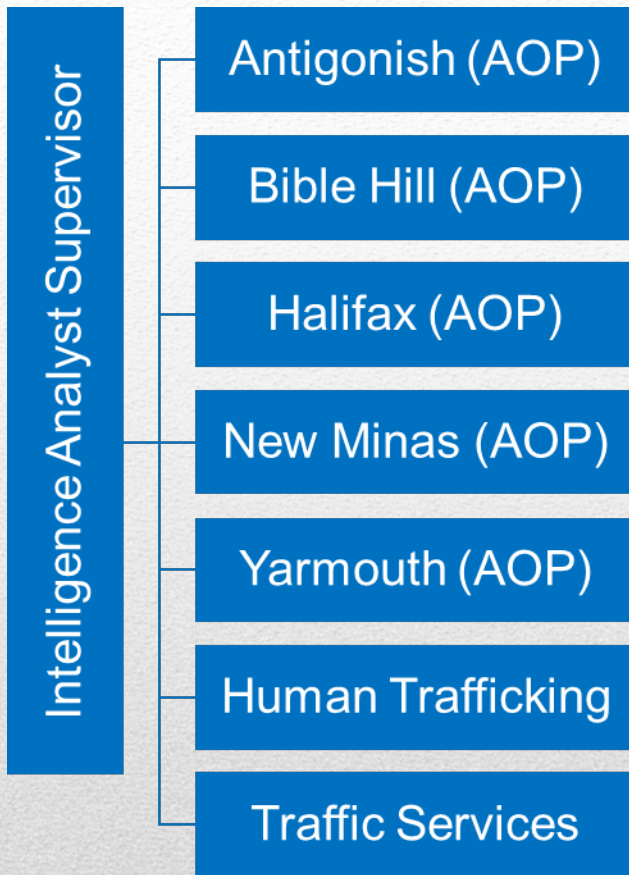 Intelligence Analyst Supervisor
Antigonish (AOP)
Bible Hill (AOP)
Halifax (AOP)
New Minas (AOP)
Yarmouth (AOP)
Human Trafficking
Traffic Services